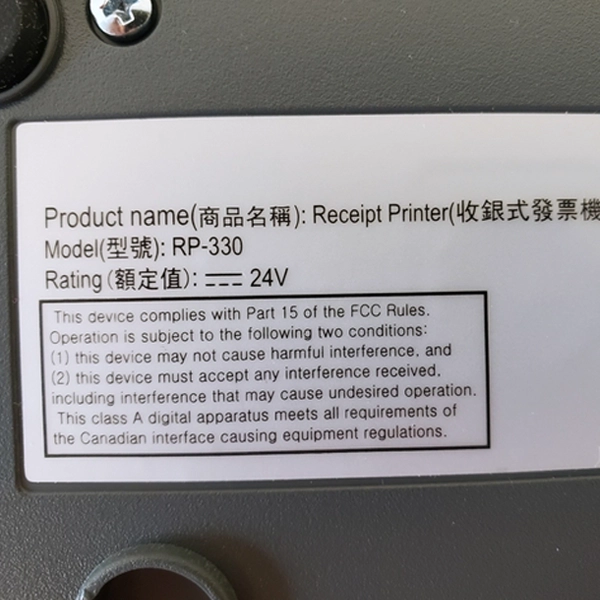 Product name(商品名稱): Receipt Printer(收銀式發票機
Model(型號): RP-330
Rating(額定值): ⎓ 24V
This device complies with Part 15 of the FCC Rules.
Operation is subject to the following two conditions:
(1) this device may not cause harmful interference, and
(2) this device must accept any interference received,
including interference that may cause undesired operation.
This class A digital apparatus meets all requirements of
the Canadian interface causing equipment regulations.